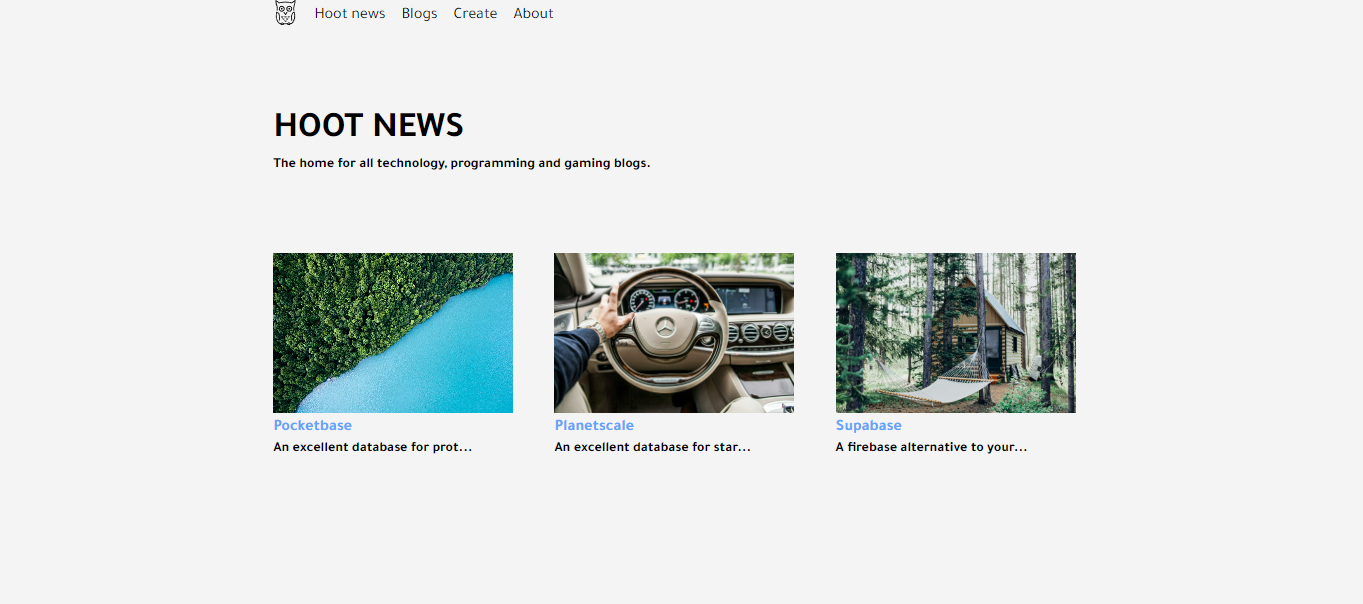 Hoot news Blogs Create About
HOOT NEWS
The home for all technology, programming and gaming blogs.
Pocketbase
An excellent database for prot...
Planetscale
An excellent database for star...
Supabase
A firebase alternative to your...